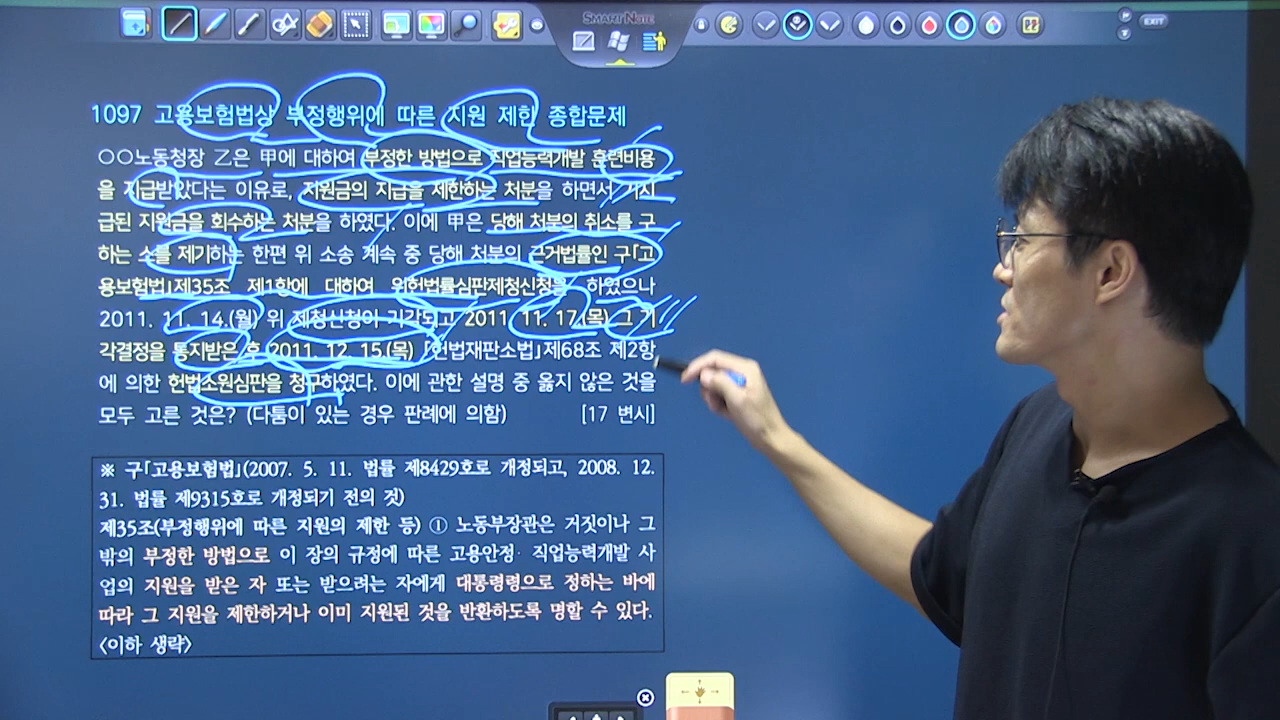 SMARTNOTE
EXIT
1097 고용보험법상 부정행위에 따른 지원 제한 종합문제
○○노동청장 乙은 甲에 대하여 부정한 방법으로 직업능력개발 훈련비용
을 지급받았다는 이유로, 지원금의 지급을 제한하는 처분을 하면서 기지
급된 지원금을 회수하는 처분을 하였다. 이에 甲은 당해 처분의 취소를 구
하는 소를 제기하는 한편 위 소송 계속 중 당해 처분의 근거법률인 구「고
용보험법」제35조 제1항에 대하여 위헌법률심판제청신청을 하였으나
2011. 11. 14.(월) 위 제청신청이 기각되고 2011. 11. 17.(목) 그 기
각결정을 통지받은 후 2011. 12. 15.(목) 「헌법재판소법」제68조 제2항
에 의한 헌법소원심판을 청구하였다. 이에 관한 설명 중 옳지 않은 것을
모두 고른 것은? (다툼이 있는 경우 판례에 의함) [17 변시]
※ 구「고용보험법」(2007. 5. 11. 법률 제8429호로 개정되고, 2008. 12.
31. 법률 제9315호로 개정되기 전의 것)
제35조(부정행위에 따른 지원의 제한 등) ① 노동부장관은 거짓이나 그
밖의 부정한 방법으로 이 장의 규정에 따른 고용안정· 직업능력개발 사
업의 지원을 받은 자 또는 받으려는 자에게 대통령령으로 정하는 바에
따라 그 지원을 제한하거나 이미 지원된 것을 반환하도록 명할 수 있다.
〈이하 생략〉